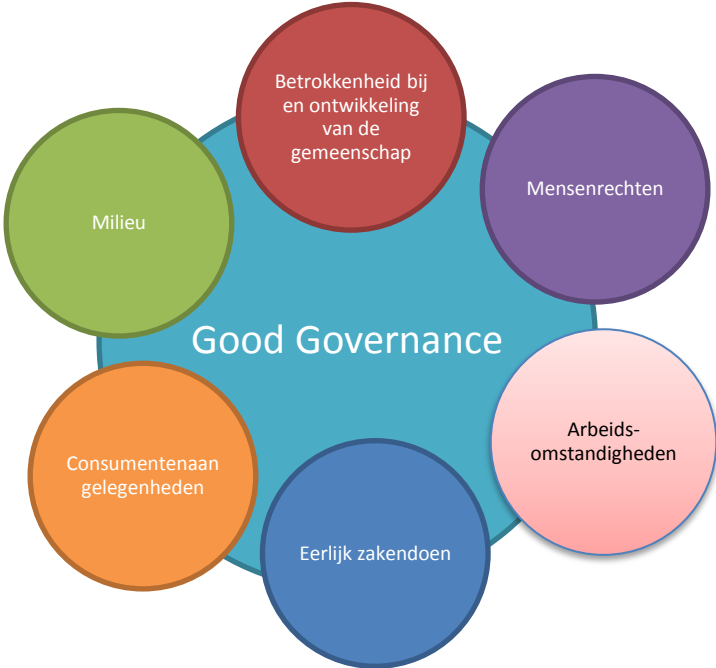 Betrokkenheid bij
en ontwikkeling
van de
gemeenschap
Mensenrechten
Milieu
Good Governance
Arbeids-
omstandigheden
Consumentenaan
gelegenheden
Eerlijk zakendoen